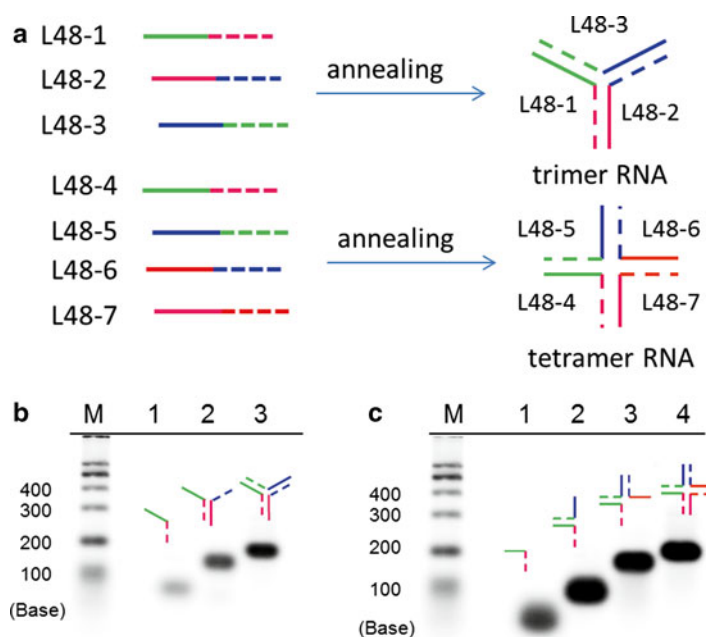 a
L48-1
L48-2
L48-3
annealing
L48-3
L48-1 L48-2
trimer RNA
L48-4
L48-5
L48-6
L48-7
annealing
L48-5 L48-6
L48-4 L48-7
tetramer RNA
b
M 1 2 3
400
300
200
100
(Base)
c
M 1 2 3 4
400
300
200
100
(Base)